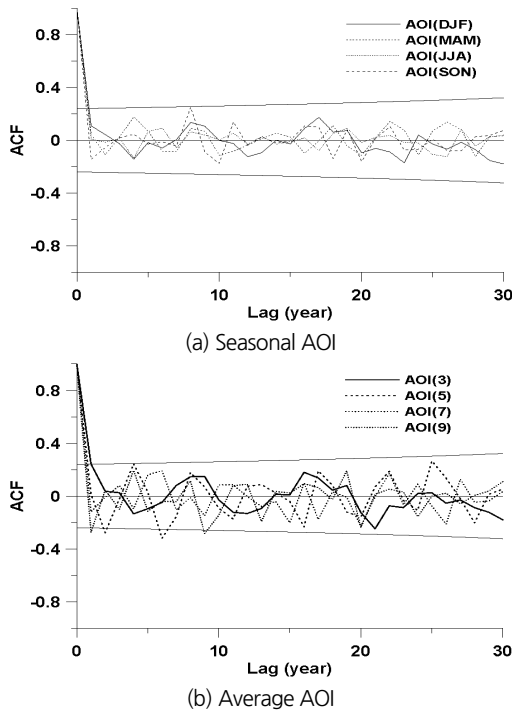 0.8
0.4
0
-0.4
-0.8
ACF
AOI(DJF)
AOI(MAM)
AOI(JJA)
AOI(SON)
0 10 20 30
Lag (year)
(a) Seasonal AOI
0.8
0.4
0
-0.4
-0.8
ACF
AOI(3)
AOI(5)
AOI(7)
AOI(9)
0 10 20 30
Lag (year)
(b) Average AOI